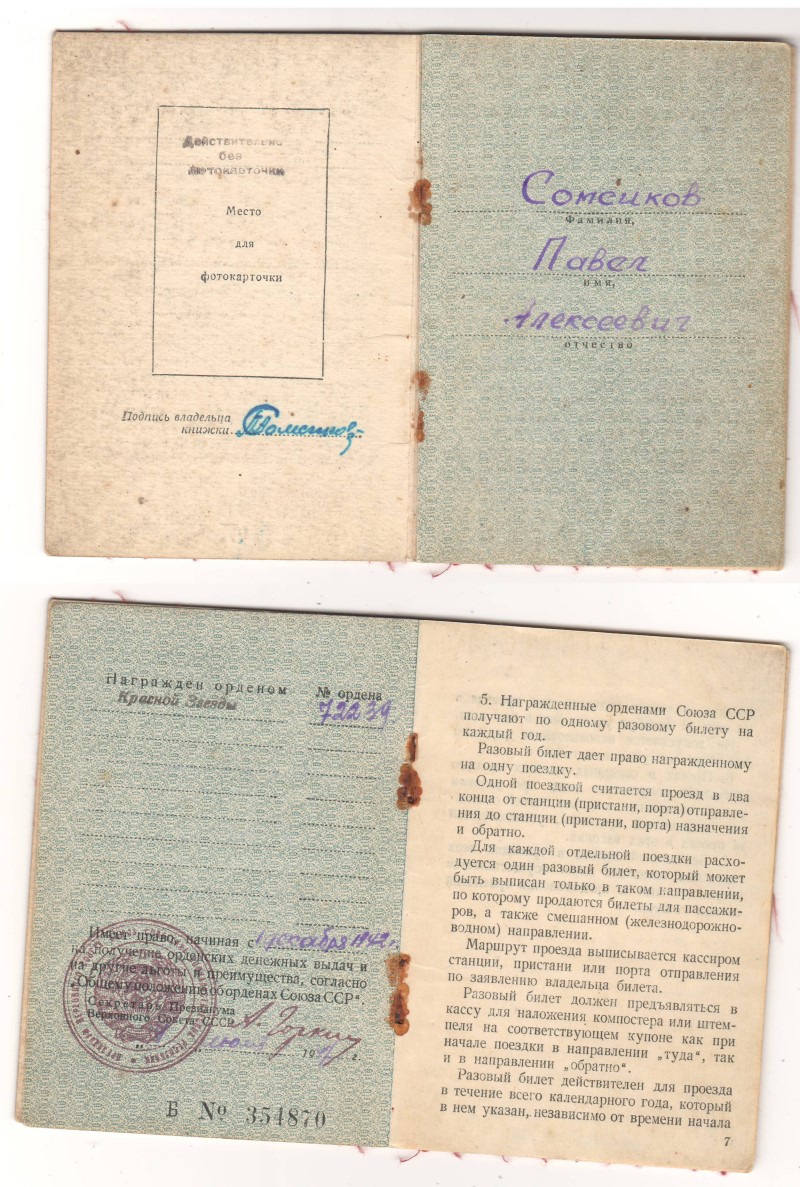 Действительно
без
фотокарточки
Место
для
фотокарточки
Подпись владельца
книжки.
Фамилия,
Павел
имя,
Алексеевич
отчество
Награжден орденом
№ ордена
Красной Звезды
72239
Имеет право, начиная с 1 декабря 1942 г.
на получение орденских денежных выдач и
на другие льготы и преимущества, согласно
„Общему положению об орденах Союза ССР“.
Секретарь Президиума
Верховного Совета СССР А. Горкин
июля 19 г.
Б № 354870
5. Награжденные орденами Союза ССР
получают по одному разовому билету на
каждый год.
Разовый билет дает право награжденному
на одну поездку.
Одной поездкой считается проезд в два
конца от станции (пристани, порта) отправле-
ния до станции (пристани, порта) назначения
и обратно.
Для каждой отдельной поездки расхо-
дуется один разовый билет, который может
быть выписан только в таком направлении,
по которому продаются билеты для пассажи-
ров, а также смешанном (железнодорожно-
водном) направлении.
Маршрут проезда выписывается кассиром
станции, пристани или порта отправления
по заявлению владельца билета.
Разовый билет должен предъявляться в
кассу для наложения компостера или штем-
пеля на соответствующем купоне как при
начале поездки в направлении „туда“, так
и в направлении „обратно“.
Разовый билет действителен для проезда
в течение всего календарного года, который
в нем указан, независимо от времени начала
7